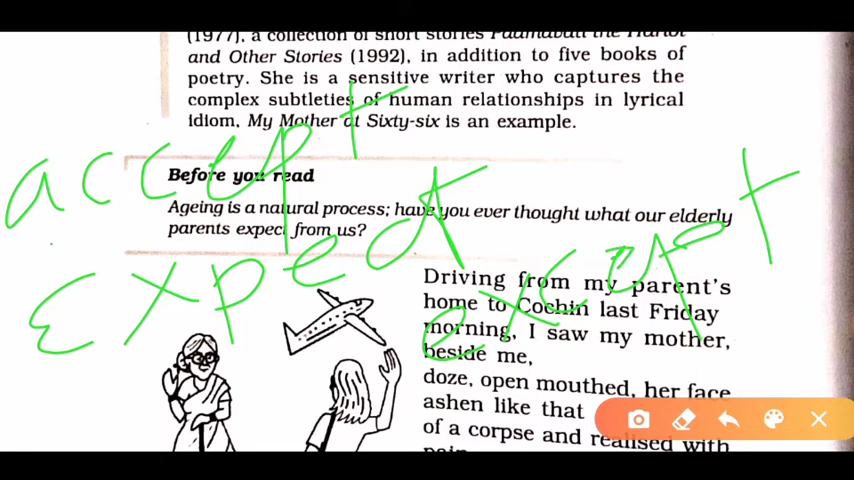 (1977), a collection of short stories Padmavati the Harlot
and Other Stories (1992), in addition to five books of
poetry. She is a sensitive writer who captures the
complex subtleties of human relationships in lyrical
idiom, My Mother at Sixty-six is an example.
accept
Before you read
Ageing is a natural process; have you ever thought what our elderly
parents expect from us?
expect
except
Driving from my parent's
home to Cochin last Friday
morning, I saw my mother,
beside me,
doze, open mouthed, her face
ashen like that
of a corpse and realised with
pain